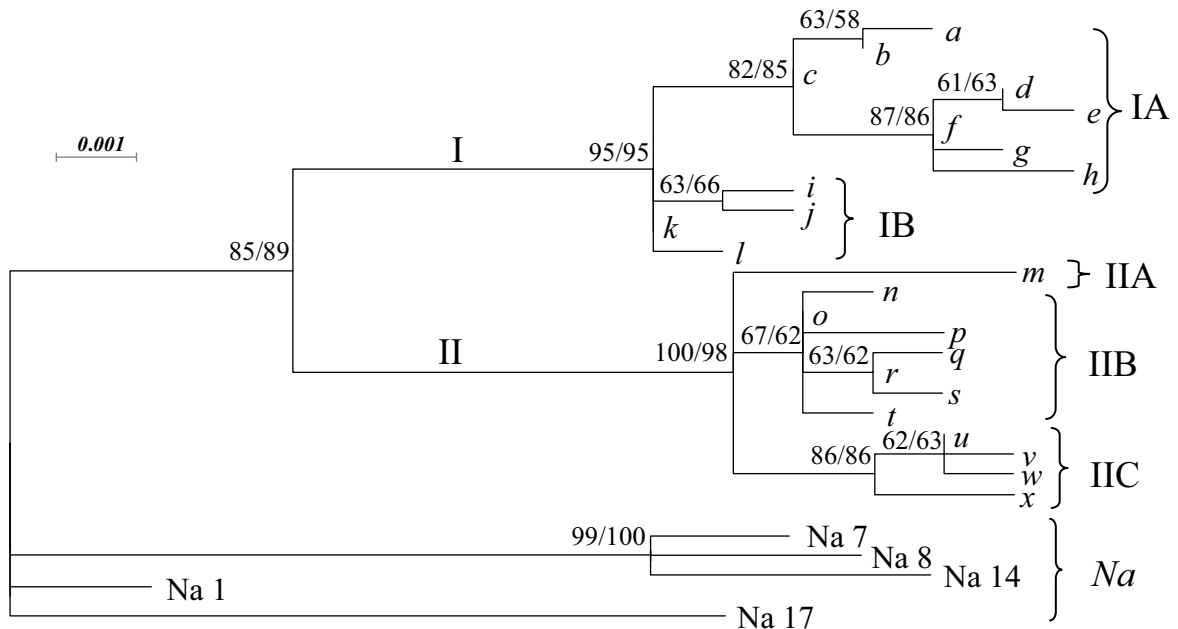 63/58
a
b
82/85
c
IA
61/63
d
e
87/86
f
g
h
0.001
I
95/95
63/66
i
j
IB
k
l
85/89
m
IIA
n
o
67/62
p
II
100/98
63/62
q
r
IIB
s
t
62/63
u
86/86
v
w
IIC
x
99/100
Na 7
Na 8
Na 14
Na
Na 1
Na 17